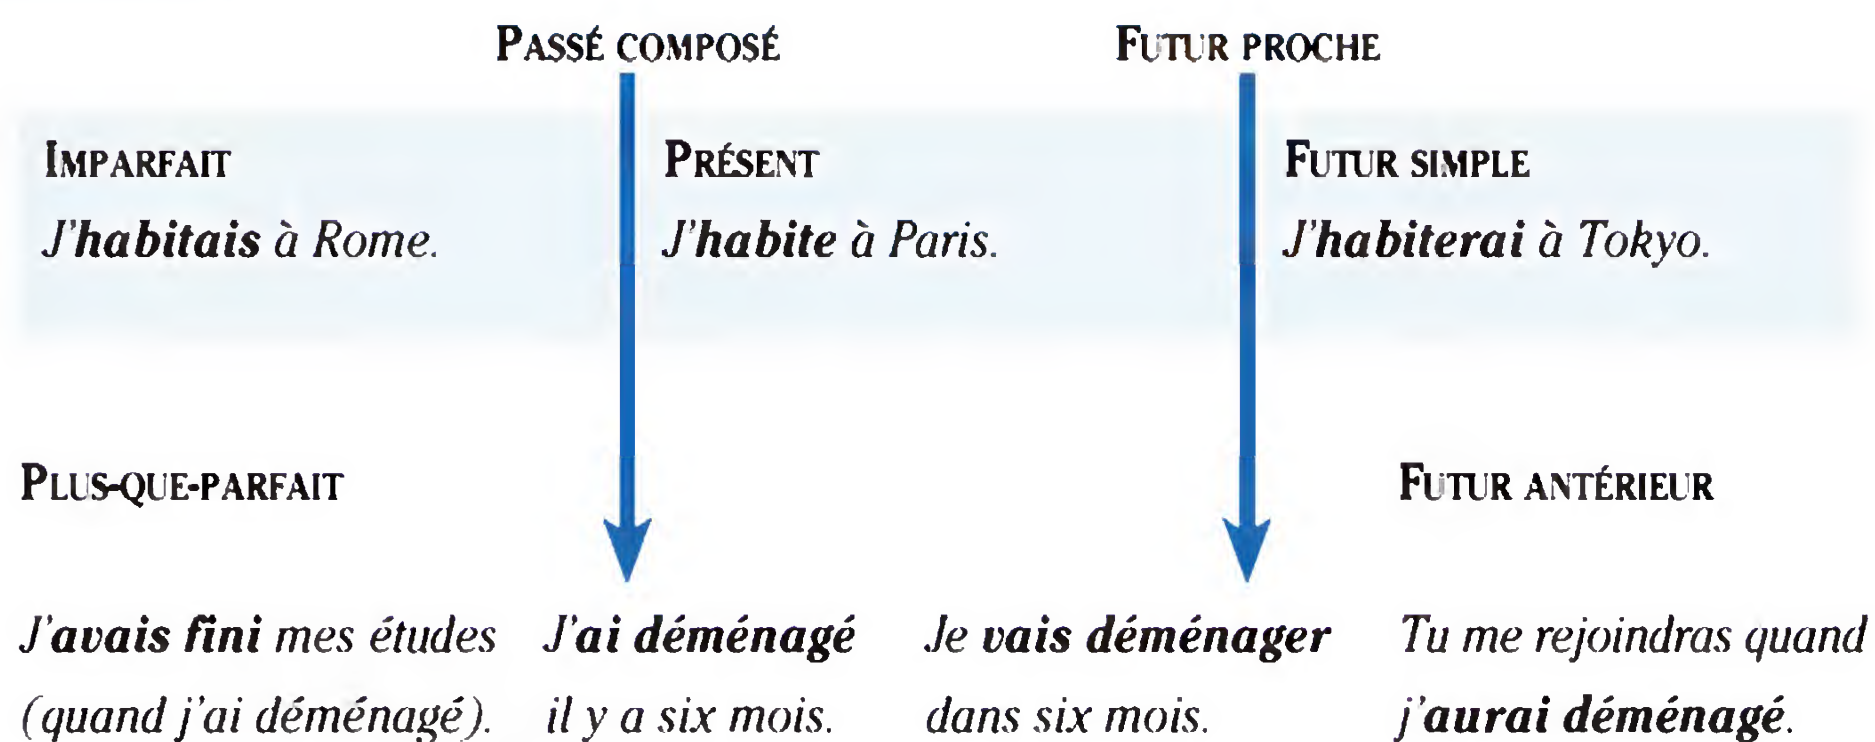 PASSÉ COMPOSÉ
FUTUR PROCHE
IMPARFAIT
J'habitais à Rome.
PRÉSENT
J'habite à Paris.
FUTUR SIMPLE
J'habiterai à Tokyo.
PLUS-QUE-PARFAIT
FUTUR ANTÉRIEUR
J'avais fini mes études
(quand j'ai déménagé).
J'ai déménagé
il y a six mois.
Je vais déménager
dans six mois.
Tu me rejoindras quand
j'aurai déménagé.